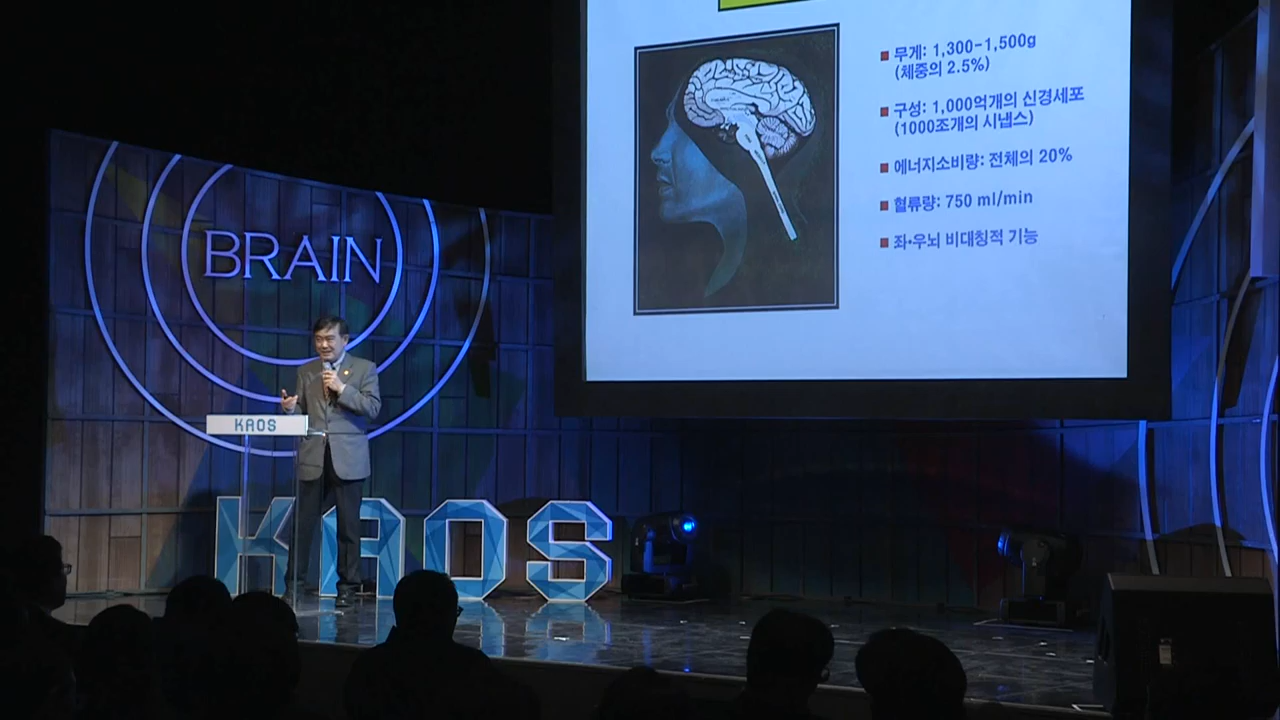 ■ 무게: 1,300-1,500g
(체중의 2.5%)
■ 구성: 1,000억개의 신경세포
(1000조개의 시냅스)
■ 에너지소비량: 전체의 20%
■ 혈류량: 750 ml/min
■ 좌·우뇌 비대칭적 기능
BRAIN
KAOS
KAOS